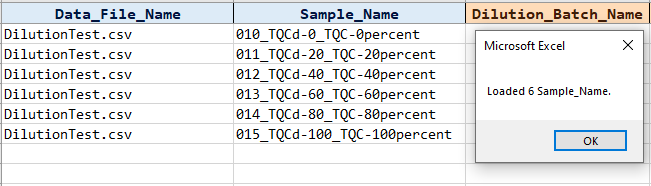 Data_File_Name Sample_Name Dilution_Batch_Name
DilutionTest.csv 010_TQCd-0_TQC-0percent
DilutionTest.csv 011_TQCd-20_TQC-20percent
DilutionTest.csv 012_TQCd-40_TQC-40percent
DilutionTest.csv 013_TQCd-60_TQC-60percent
DilutionTest.csv 014_TQCd-80_TQC-80percent
DilutionTest.csv 015_TQCd-100_TQC-100percent
Microsoft Excel
Loaded 6 Sample_Name.
OK